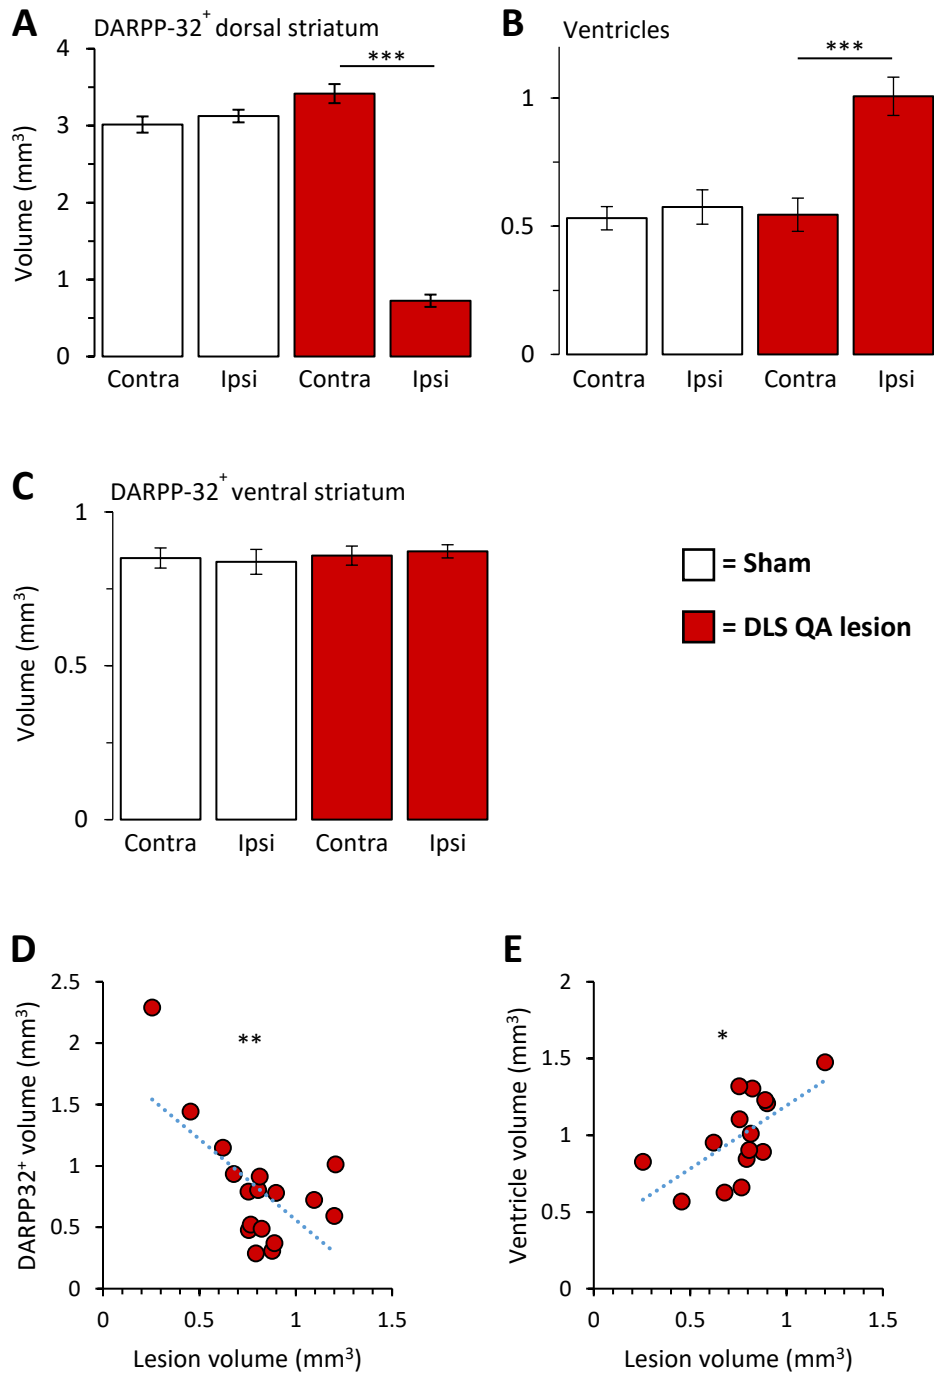 A
DARPP-32+ dorsal striatum
Volume (mm3)
4
3
2
1
0
***
Contra
Ipsi
Contra
Ipsi
B
Ventricles
1
0.5
0
***
Contra
Ipsi
Contra
Ipsi
C
DARPP-32+ ventral striatum
Volume (mm3)
1
0.5
0
Contra
Ipsi
Contra
Ipsi
= Sham
= DLS QA lesion
D
DARPP32+ volume (mm3)
2.5
2
1.5
1
0.5
0
**
0
0.5
1
1.5
Lesion volume (mm3)
E
Ventricle volume (mm3)
2
1.5
1
0.5
0
*
0
0.5
1
1.5
Lesion volume (mm3)